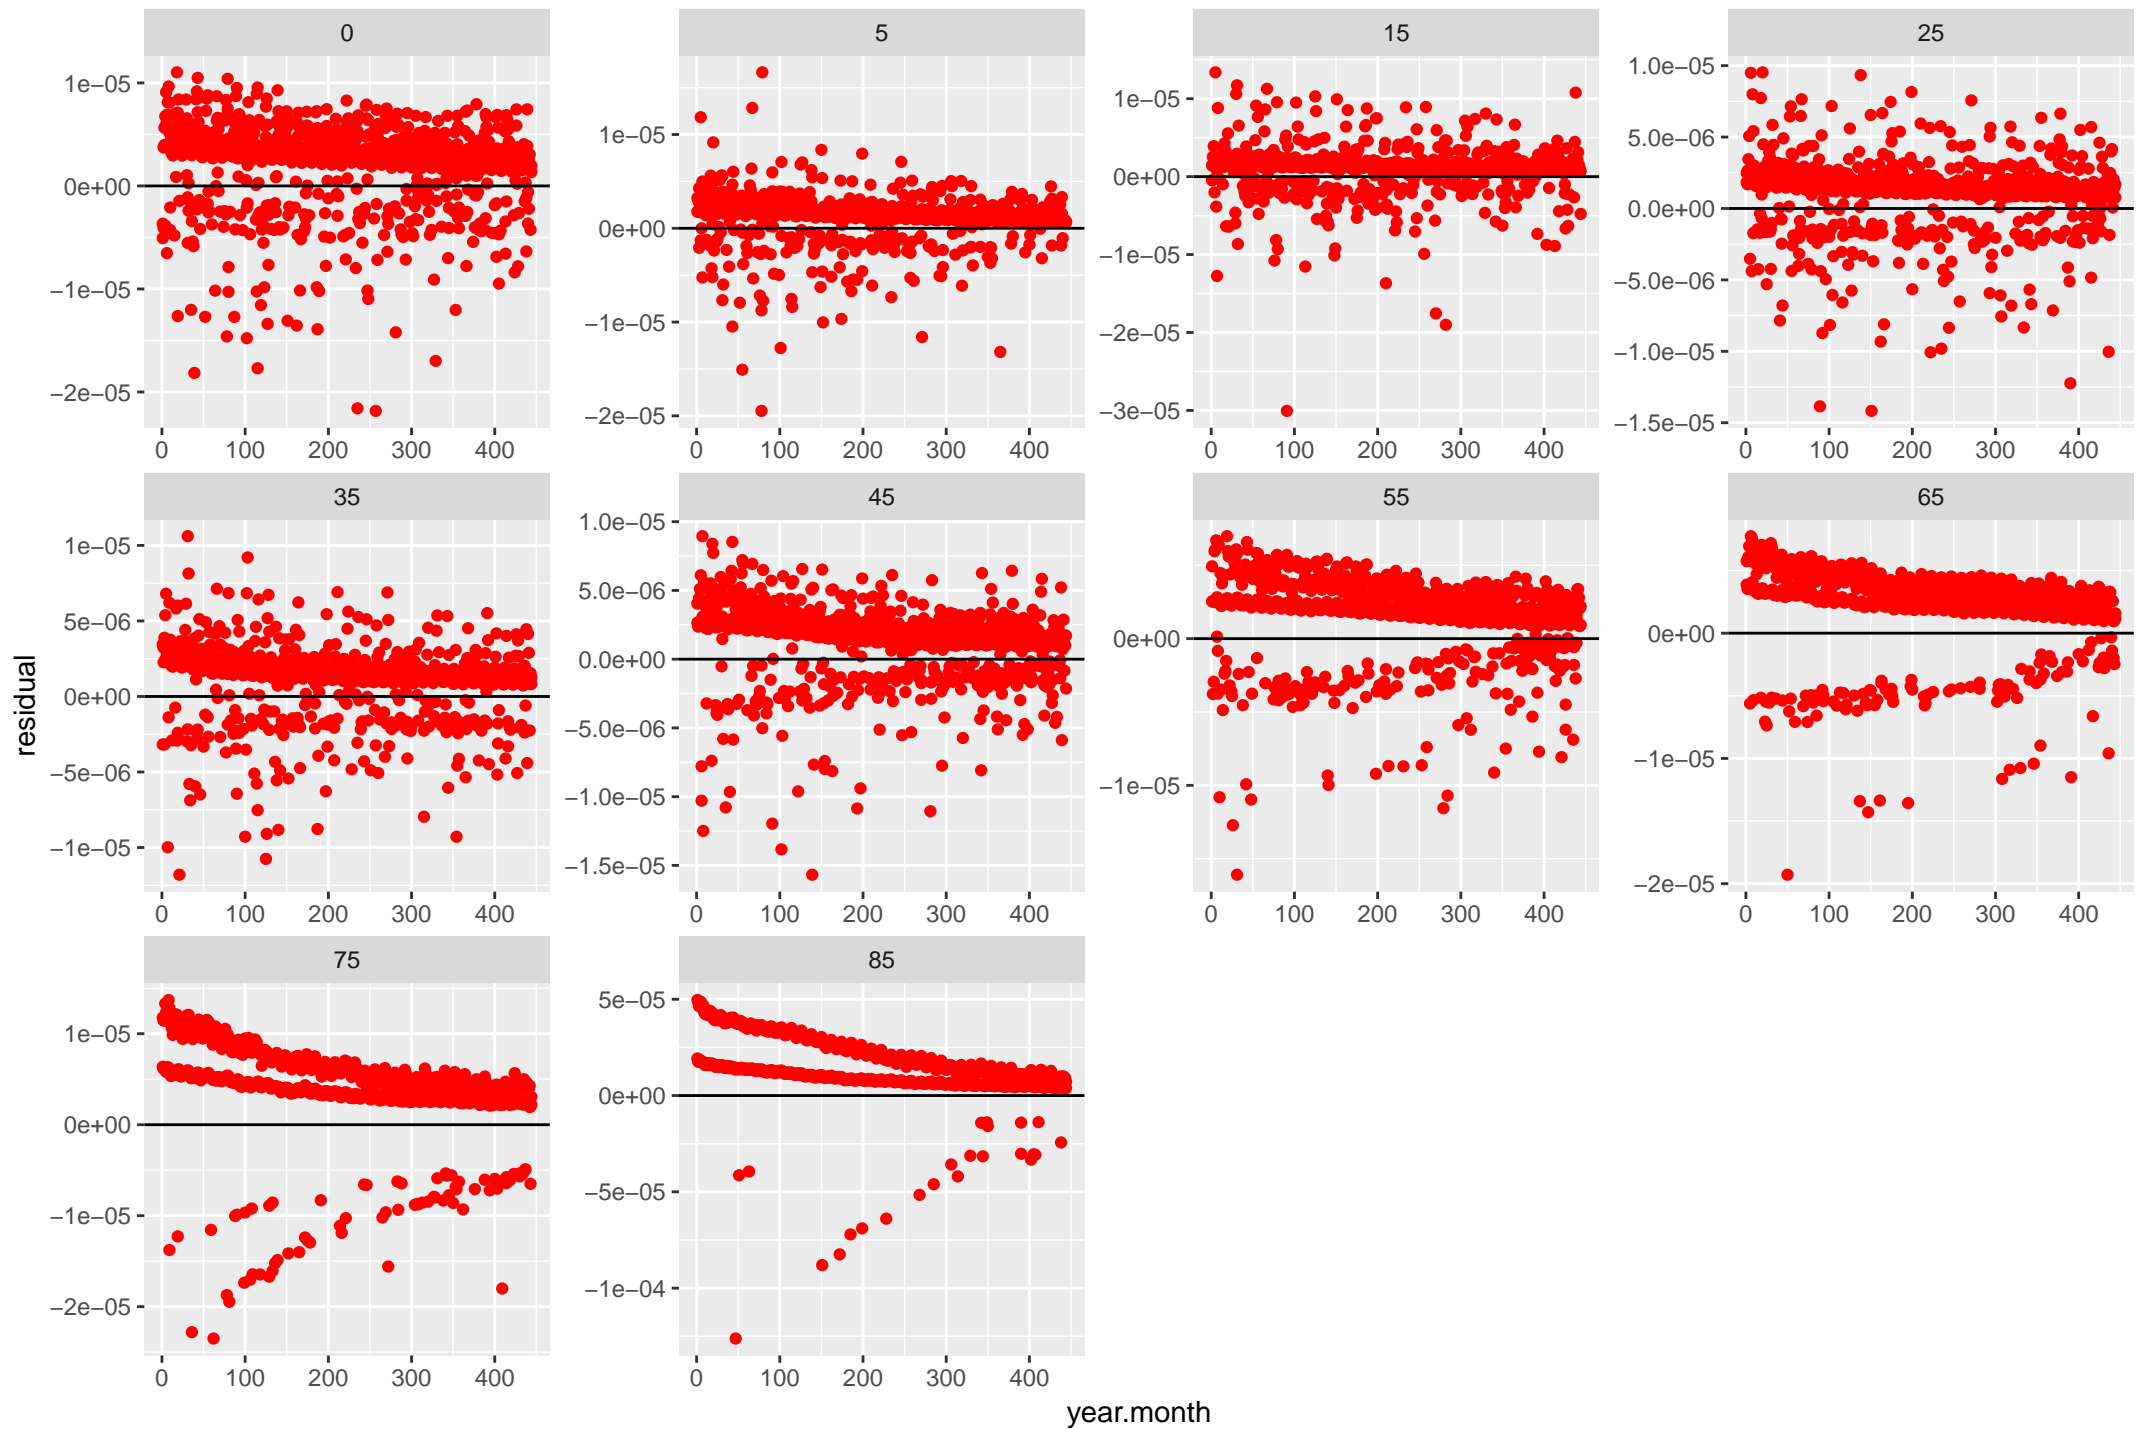 0 5 15 25
1e−05
0e+00
−1e−05
−2e−05
1e−05
0e+00
−1e−05
−2e−05
1e−05
0e+00
−1e−05
−2e−05
−3e−05
1.0e−05
5.0e−06
0.0e+00
−5.0e−06
−1.0e−05
−1.5e−05
0 100 200 300 400 0 100 200 300 400 0 100 200 300 400 0 100 200 300 400
35 45 55 65
1e−05
5e−06
0e+00
−5e−06
−1e−05
1.0e−05
5.0e−06
0.0e+00
−5.0e−06
−1.0e−05
−1.5e−05
0e+00
−1e−05
0e+00
−1e−05
−2e−05
0 100 200 300 400 0 100 200 300 400 0 100 200 300 400 0 100 200 300 400
residual
75 85
1e−05
0e+00
−1e−05
−2e−05
5e−05
0e+00
−5e−05
−1e−04
0 100 200 300 400 0 100 200 300 400
year.month